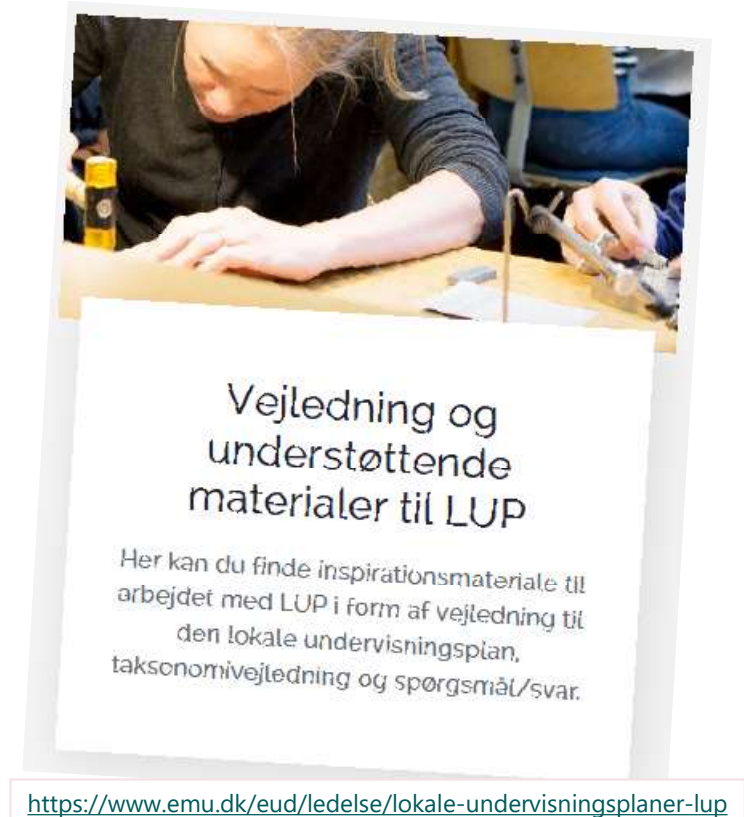 Vejledning og
understøttende
materialer til LUP
Her kan du finde inspirationsmateriale til
arbejdet med LUP i form af vejledning til
den lokale undervisningsplan,
taksonomivejledning og spørgsmål/svar.
https://www.emu.dk/eud/ledelse/lokale-undervisningsplaner-lup